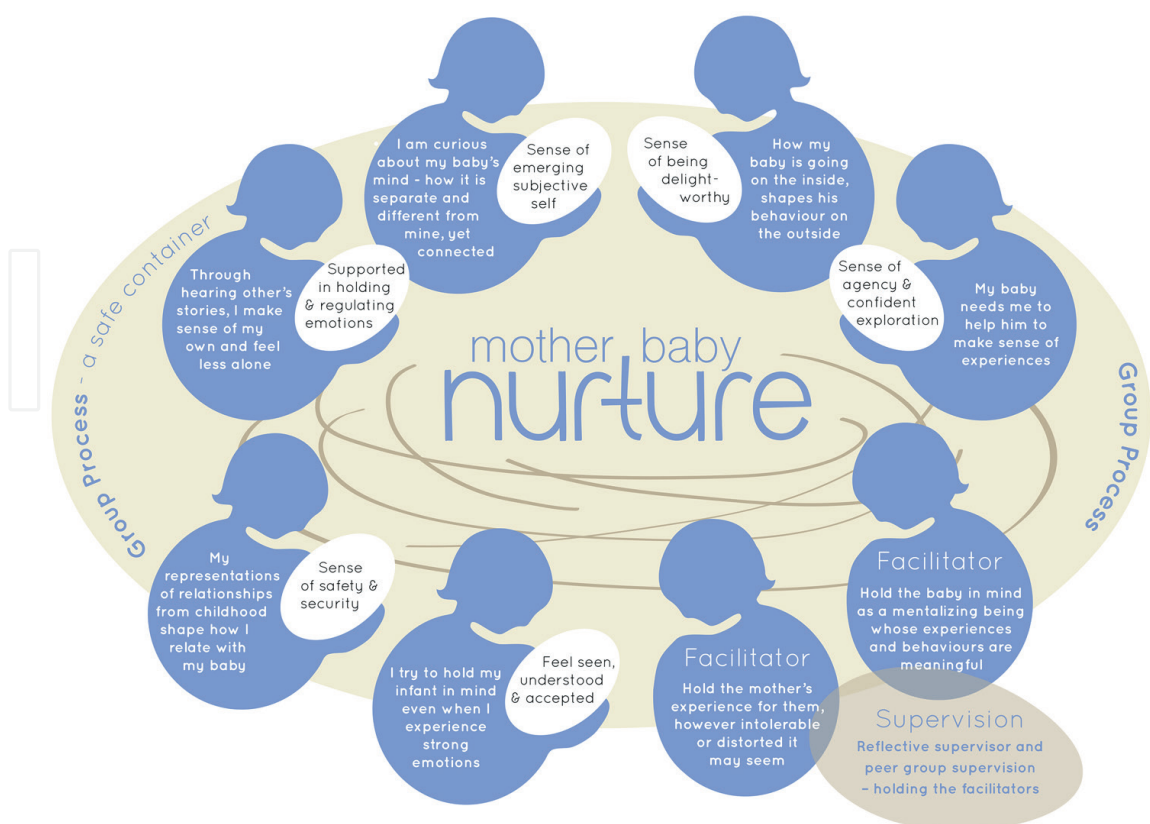 I am curious
about my baby's
mind - how it is
separate and
different from
mine, yet
connected
Sense of
emerging
subjective
self
Sense
of being
delight-
worthy
How my
baby is going
on the inside,
shapes his
behaviour on
the outside
Group Process - a safe container
Through
hearing other's
stories, I make
sense of my
own and feel
less alone
Supported
in holding
& regulating
emotions
Sense of
agency &
confident
exploration
My baby
needs me to
help him to
make sense of
experiences
mother baby
nurture
Group Process
My
representations
of relationships
from childhood
shape how I
relate with
my baby
Sense
of safety &
security
I try to hold my
infant in mind
even when I
experience
strong
emotions
Feel seen,
understood
& accepted
Facilitator
Hold the mother's
experience for them,
however intolerable
or distorted it
may seem
Facilitator
Hold the baby in mind
as a mentalizing being
whose experiences
and behaviours are
meaningful
Supervision
Reflective supervisor and
peer group supervision
– holding the facilitators